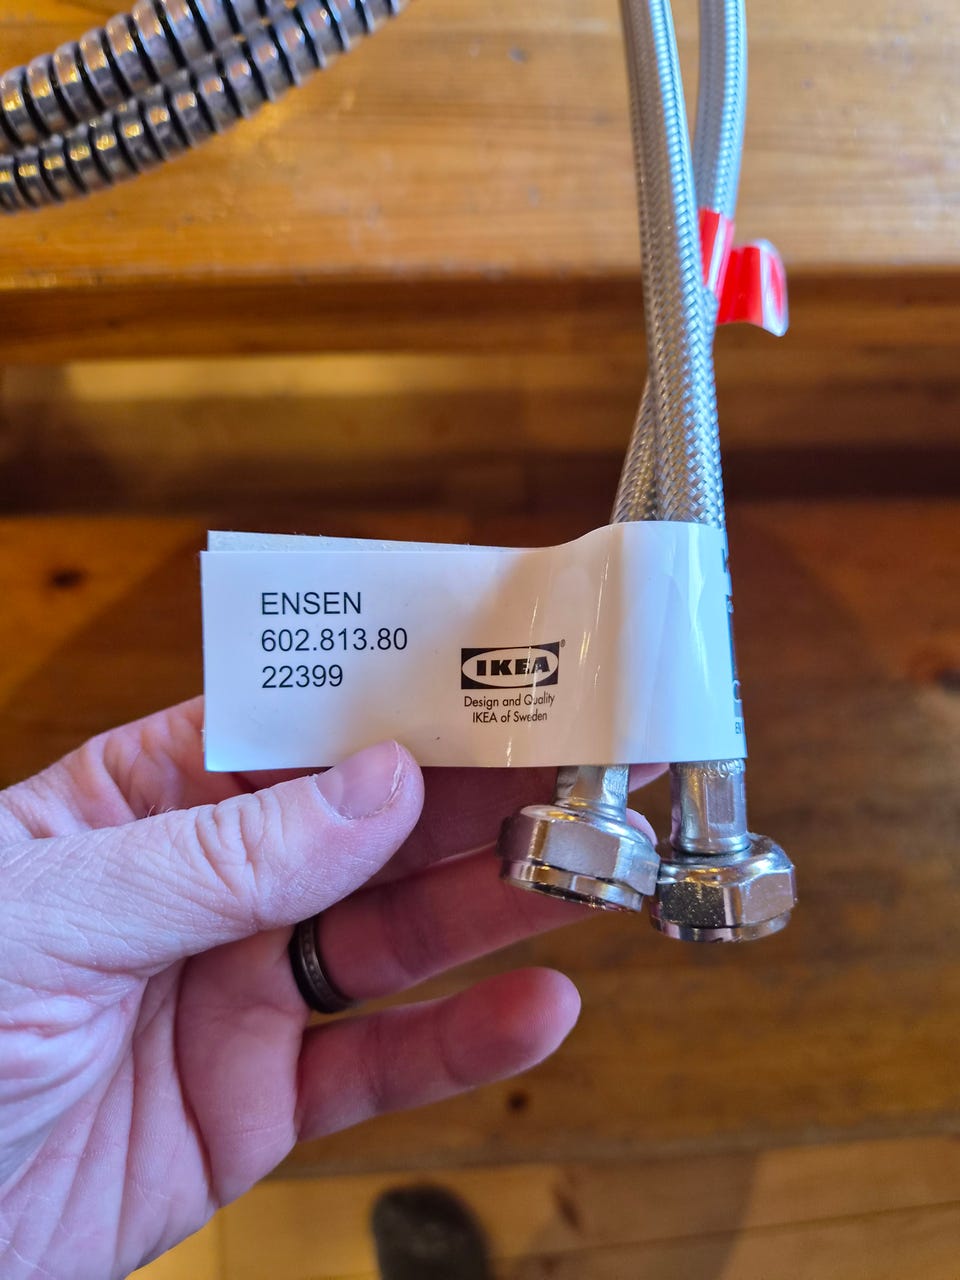 ENSEN
602.813.80
22399
IKEA®
Design and Quality
IKEA of Sweden